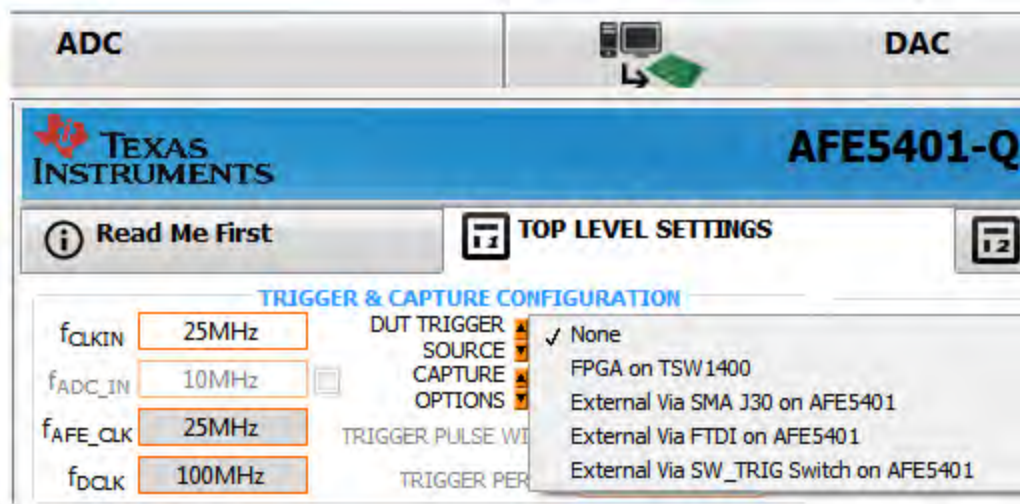 ADC
DAC
TEXAS
INSTRUMENTS
AFE5401-Q
Read Me First
TOP LEVEL SETTINGS
TRIGGER & CAPTURE CONFIGURATION
fCLKIN 25MHz
fADC_IN 10MHz
fAFE_CLK 25MHz
fDCLK 100MHz
DUT TRIGGER
SOURCE
CAPTURE
OPTIONS
TRIGGER PULSE WI
TRIGGER PER
None
FPGA on TSW1400
External Via SMA J30 on AFE5401
External Via FTDI on AFE5401
External Via SW_TRIG Switch on AFE5401